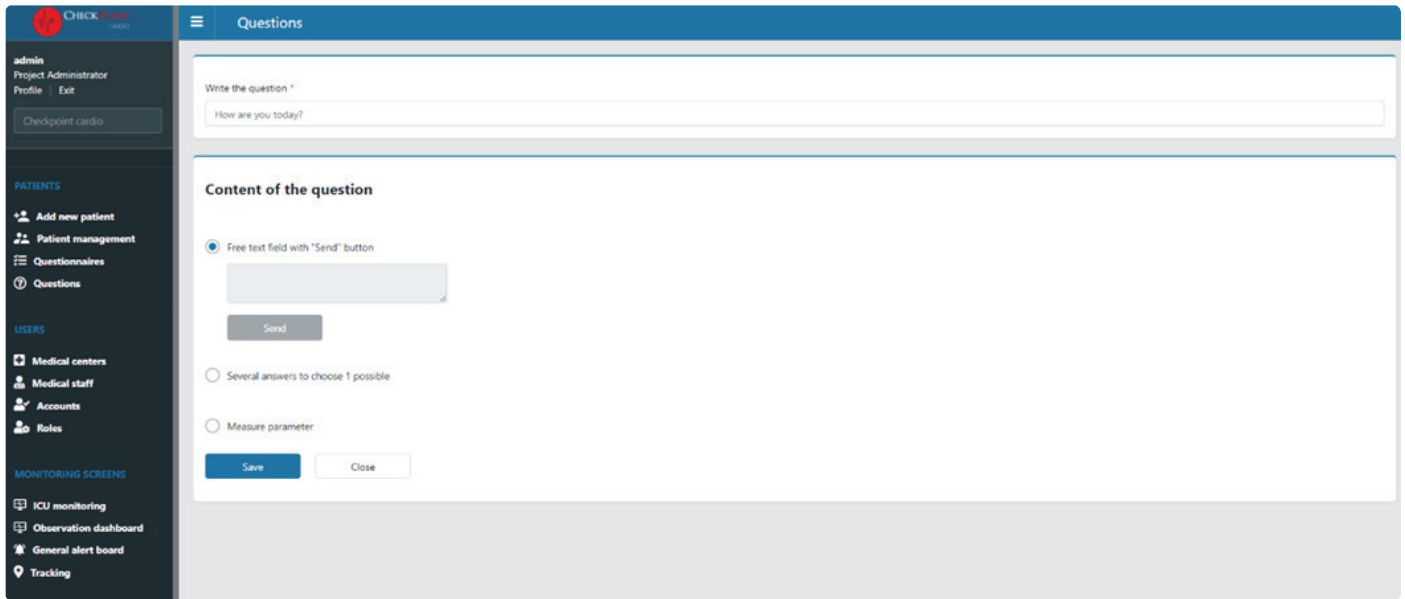 CHECKPOINT
CARDIO
Questions
admin
Project Administrator
Profile | Exit
Checkpoint cardio
PATIENTS
Add new patient
Patient management
Questionnaires
Questions
USERS
Medical centers
Medical staff
Accounts
Roles
MONITORING SCREENS
ICU monitoring
Observation dashboard
General alert board
Tracking
Write the question *
How are you today?
Content of the question
Free text field with "Send" button
Send
Several answers to choose 1 possible
Measure parameter
Save
Close